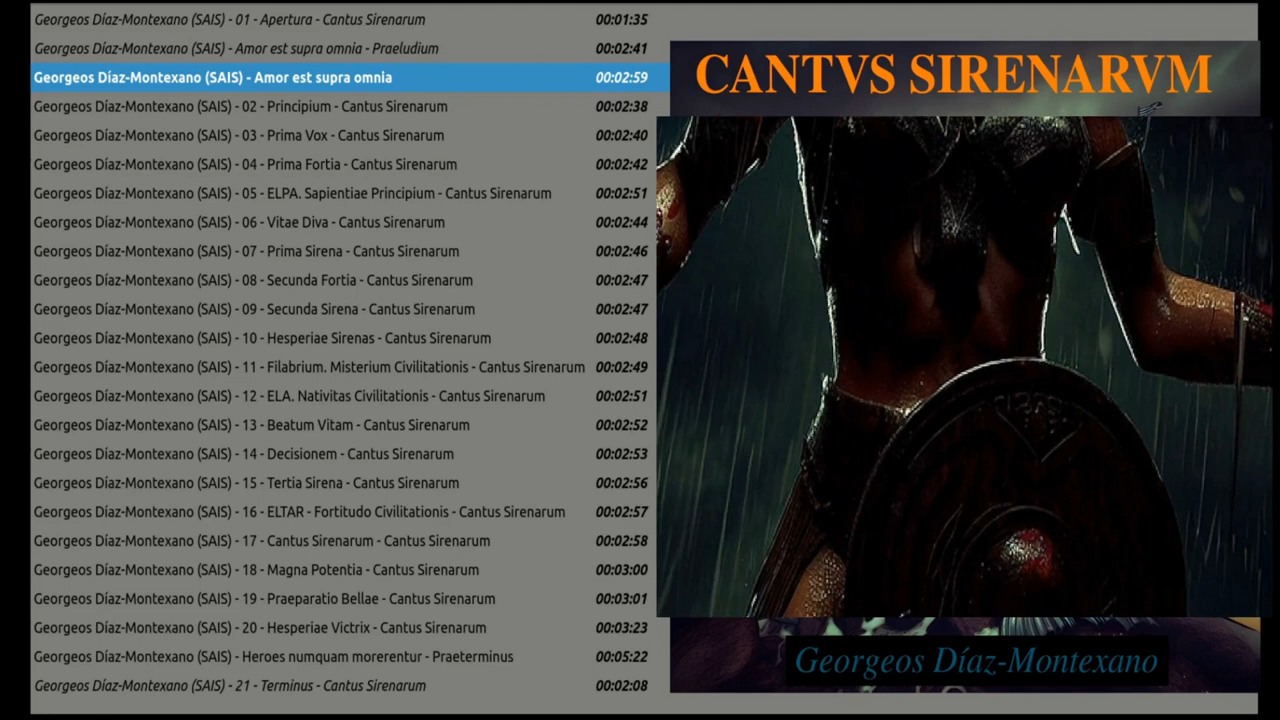 Georgeos Díaz-Montexano (SAIS) - 01 - Apertura - Cantus Sirenarum 00:01:35
Georgeos Díaz-Montexano (SAIS) - Amor est supra omnia - Praeludium 00:02:41
Georgeos Díaz-Montexano (SAIS) - Amor est supra omnia 00:02:59
Georgeos Díaz-Montexano (SAIS) - 02 - Principium - Cantus Sirenarum 00:02:38
Georgeos Díaz-Montexano (SAIS) - 03 - Prima Vox - Cantus Sirenarum 00:02:40
Georgeos Díaz-Montexano (SAIS) - 04 - Prima Fortia - Cantus Sirenarum 00:02:42
Georgeos Díaz-Montexano (SAIS) - 05 - ELPA. Sapientiae Principium - Cantus Sirenarum 00:02:51
Georgeos Díaz-Montexano (SAIS) - 06 - Vitae Diva - Cantus Sirenarum 00:02:44
Georgeos Díaz-Montexano (SAIS) - 07 - Prima Sirena - Cantus Sirenarum 00:02:46
Georgeos Díaz-Montexano (SAIS) - 08 - Secunda Fortia - Cantus Sirenarum 00:02:47
Georgeos Díaz-Montexano (SAIS) - 09 - Secunda Sirena - Cantus Sirenarum 00:02:47
Georgeos Díaz-Montexano (SAIS) - 10 - Hesperiae Sirenas - Cantus Sirenarum 00:02:48
Georgeos Díaz-Montexano (SAIS) - 11 - Filabrium. Misterium Civilitationis - Cantus Sirenarum 00:02:49
Georgeos Díaz-Montexano (SAIS) - 12 - ELA. Nativitas Civilitationis - Cantus Sirenarum 00:02:51
Georgeos Díaz-Montexano (SAIS) - 13 - Beatum Vitam - Cantus Sirenarum 00:02:52
Georgeos Díaz-Montexano (SAIS) - 14 - Decisionem - Cantus Sirenarum 00:02:53
Georgeos Díaz-Montexano (SAIS) - 15 - Tertia Sirena - Cantus Sirenarum 00:02:56
Georgeos Díaz-Montexano (SAIS) - 16 - ELTAR - Fortitudo Civilitationis - Cantus Sirenarum 00:02:57
Georgeos Díaz-Montexano (SAIS) - 17 - Cantus Sirenarum - Cantus Sirenarum 00:02:58
Georgeos Díaz-Montexano (SAIS) - 18 - Magna Potentia - Cantus Sirenarum 00:03:00
Georgeos Díaz-Montexano (SAIS) - 19 - Praeparatio Bellae - Cantus Sirenarum 00:03:01
Georgeos Díaz-Montexano (SAIS) - 20 - Hesperiae Victrix - Cantus Sirenarum 00:03:23
Georgeos Díaz-Montexano (SAIS) - Heroes numquam morerentur - Praeterminus 00:05:22
Georgeos Díaz-Montexano (SAIS) - 21 - Terminus - Cantus Sirenarum 00:02:08
CANTVS SIRENARVM
Georgeos Díaz-Montexano